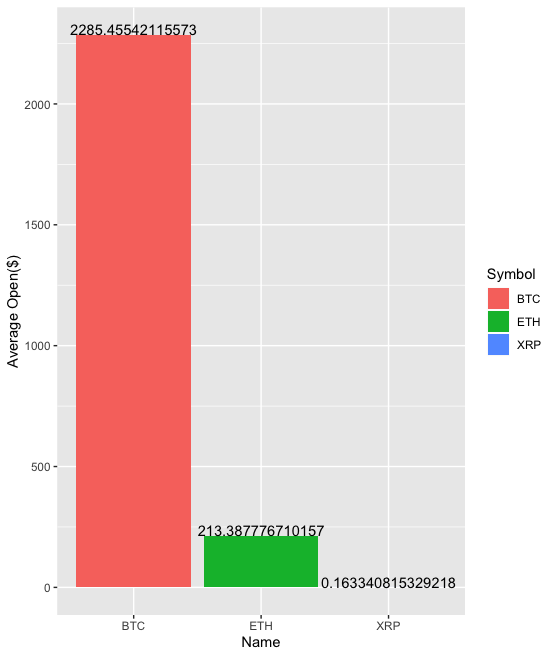 2285.45542115573
2000
1500
1000
500
0
Average Open($)
213.387776710157
0.163340815329218
BTC
ETH
XRP
Name
Symbol
BTC
ETH
XRP